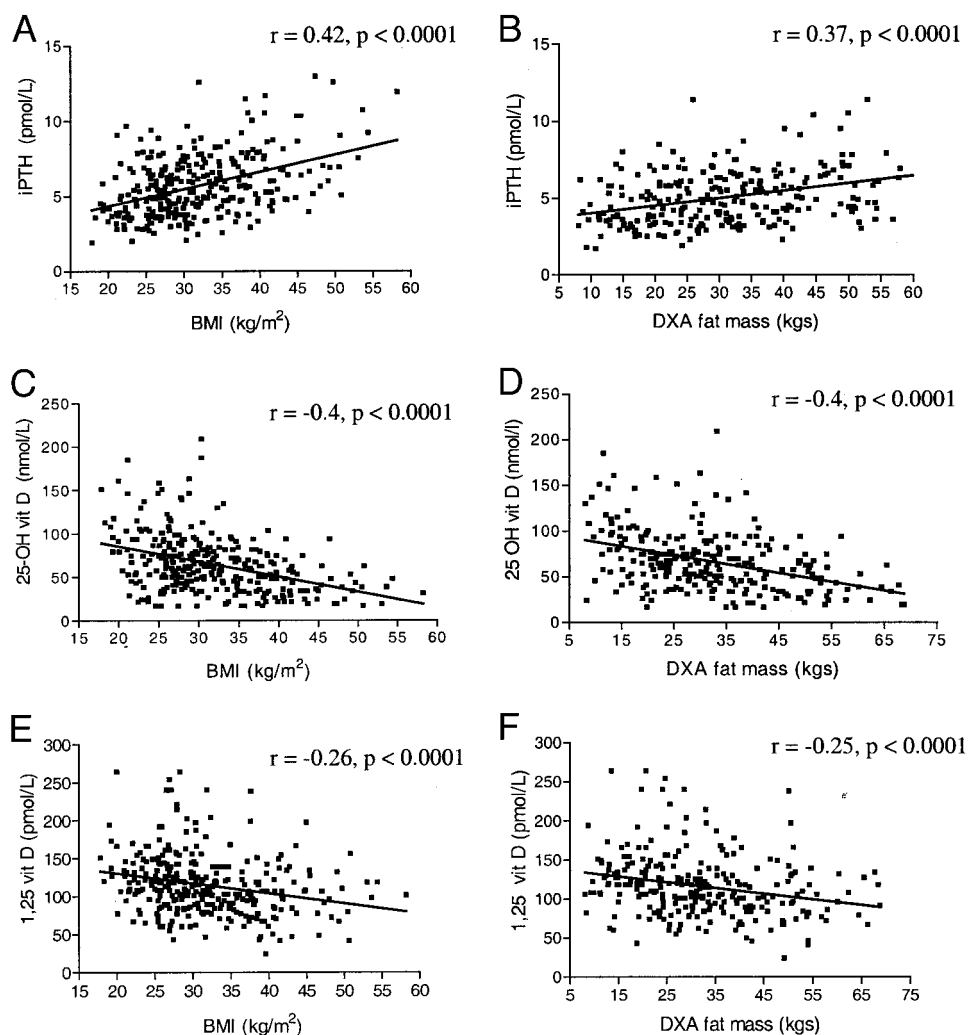 A
r = 0.42, p < 0.0001
iPTH (pmol/L)
15
10
5
0
15 20 25 30 35 40 45 50 55 60
BMI (kg/m²)
B
r = 0.37, p < 0.0001
iPTH (pmol/L)
15
10
5
0
5 10 15 20 25 30 35 40 45 50 55 60
DXA fat mass (kgs)
C
r = -0.4, p < 0.0001
25-OH vit D (nmol/L)
250
200
150
100
50
0
15 20 25 30 35 40 45 50 55 60
BMI (kg/m²)
D
r = -0.4, p < 0.0001
25 OH vit D (nmol/l)
250
200
150
100
50
0
5 15 25 35 45 55 65 75
DXA fat mass (kgs)
E
r = -0.26, p < 0.0001
1,25 vit D (pmol/L)
300
250
200
150
100
50
0
15 20 25 30 35 40 45 50 55 60
BMI (kg/m²)
F
r = -0.25, p < 0.0001
1,25 vit D (pmol/L)
300
250
200
150
100
50
0
5 15 25 35 45 55 65 75
DXA fat mass (kgs)